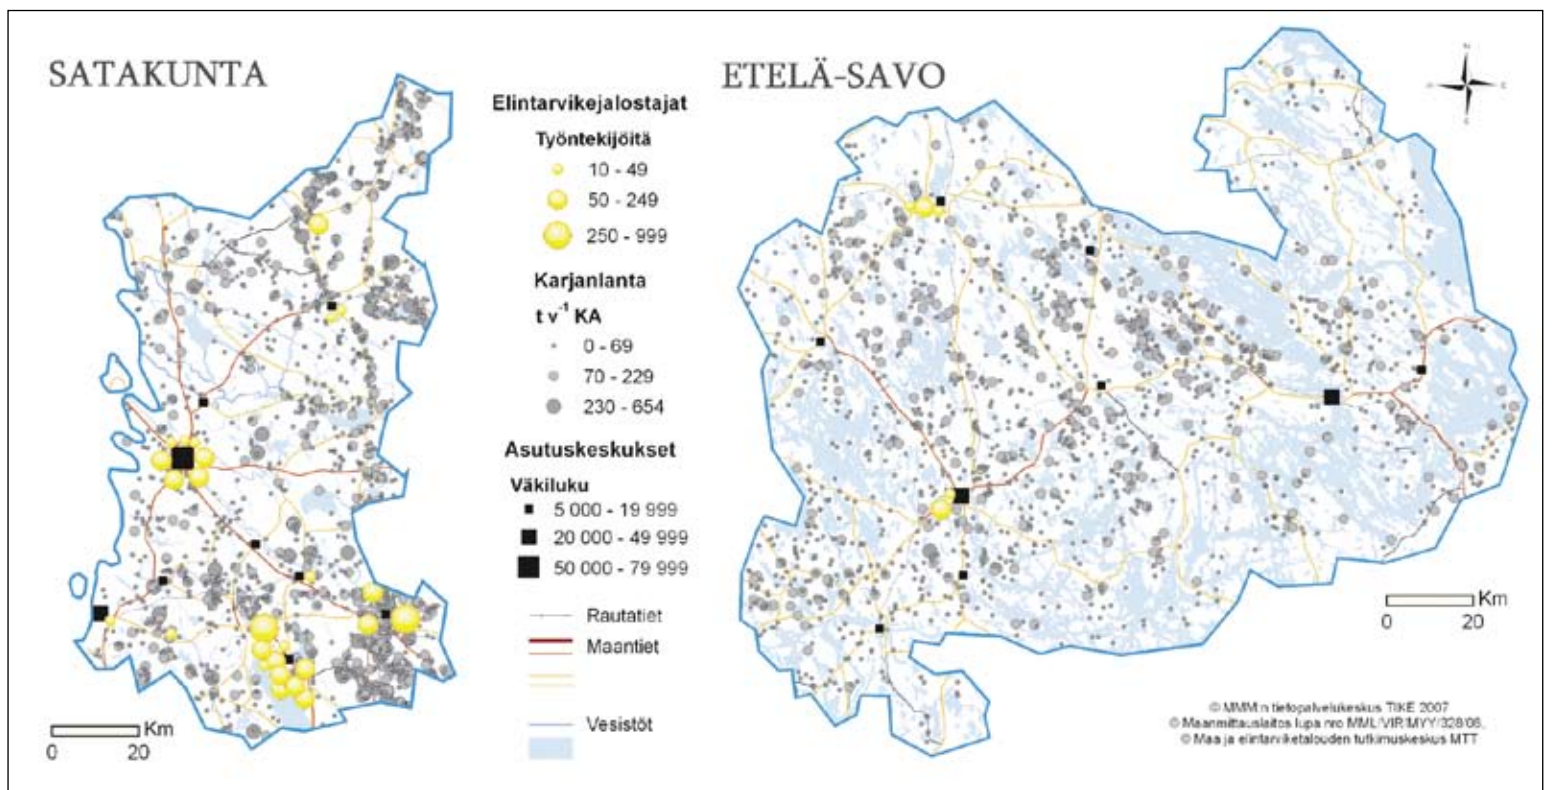 SATAKUNTA
Elintarvikejalostajat
Työntekijöitä
10 - 49
50 - 249
250 - 999
Karjanlanta
t v⁻¹ KA
0 - 69
70 - 229
230 - 654
Asutuskeskukset
Väkiluku
5 000 - 19 999
20 000 - 49 999
50 000 - 79 999
Rautatiet
Maantiet
Vesistöt
Km
0 20
ETELÄ-SAVO
Km
0 20
© MMM:n tietopalvelukeskus TIKE 2007
© Maanmittauslaitos lupa nro MML/VIR/MYY/328/06,
© Maa ja elintarviketalouden tutkimuskeskus MTT